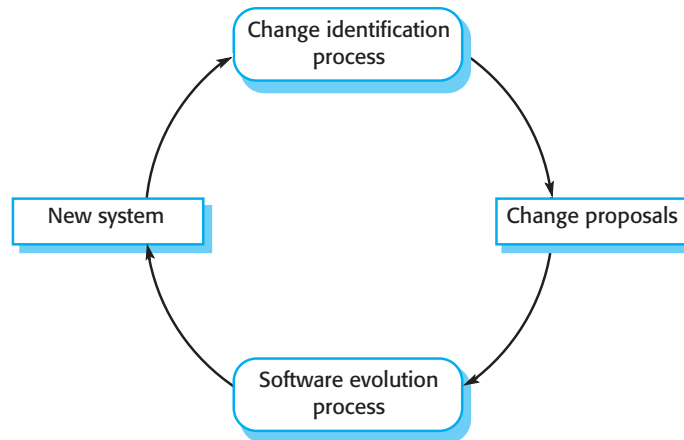 Change identification
process
New system
Change proposals
Software evolution
process